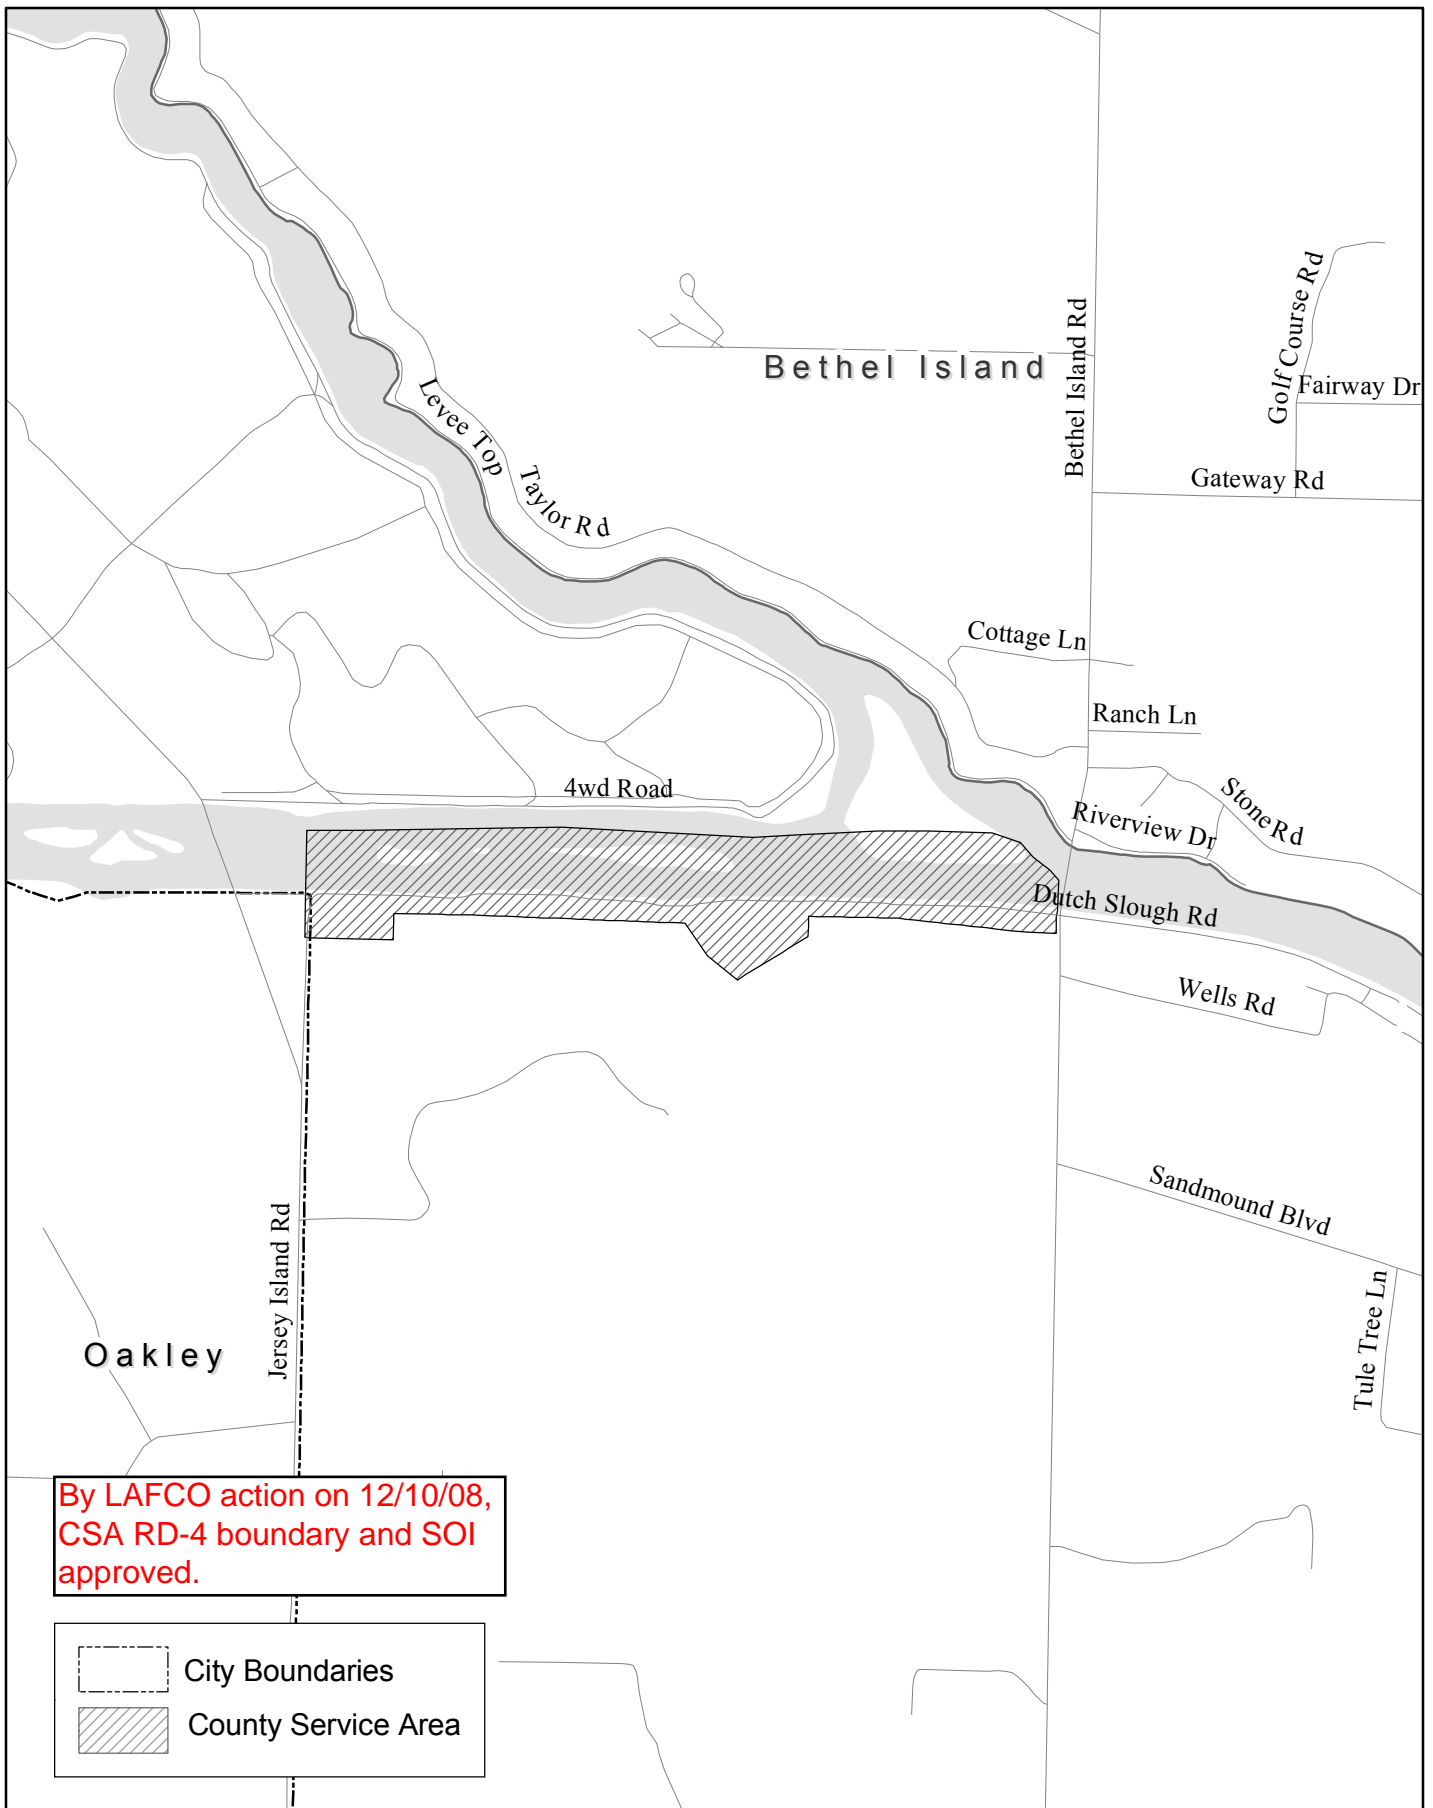 Golf Course Rd
Bethel Island Rd
Bethel Island
Fairway Dr
Levee Top
Taylor Rd
Gateway Rd
Cottage Ln
Ranch Ln
4wd Road
Stone Rd
Riverview Dr
Dutch Slough Rd
Wells Rd
Sandmound Blvd
Jersey Island Rd
Tule Tree Ln
Oakley
By LAFCO action on 12/10/08,
CSA RD-4 boundary and SOI
approved.
City Boundaries
County Service Area